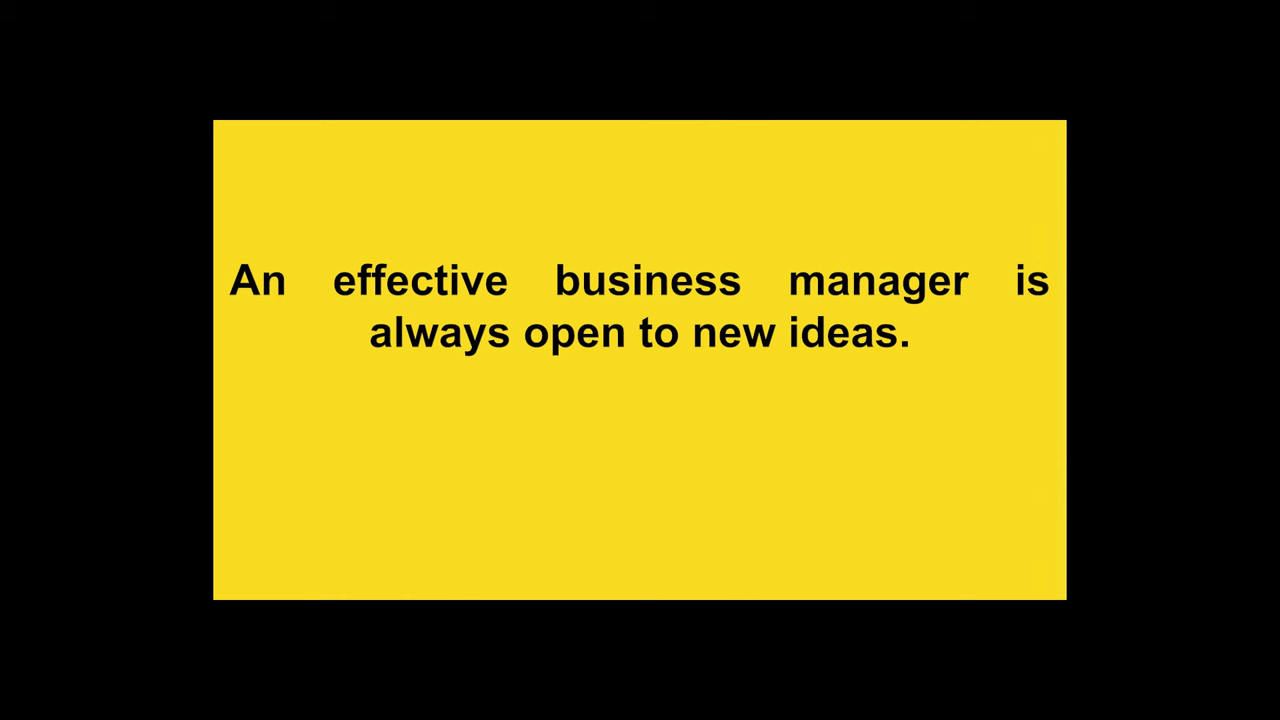 An effective business manager is
always open to new ideas.